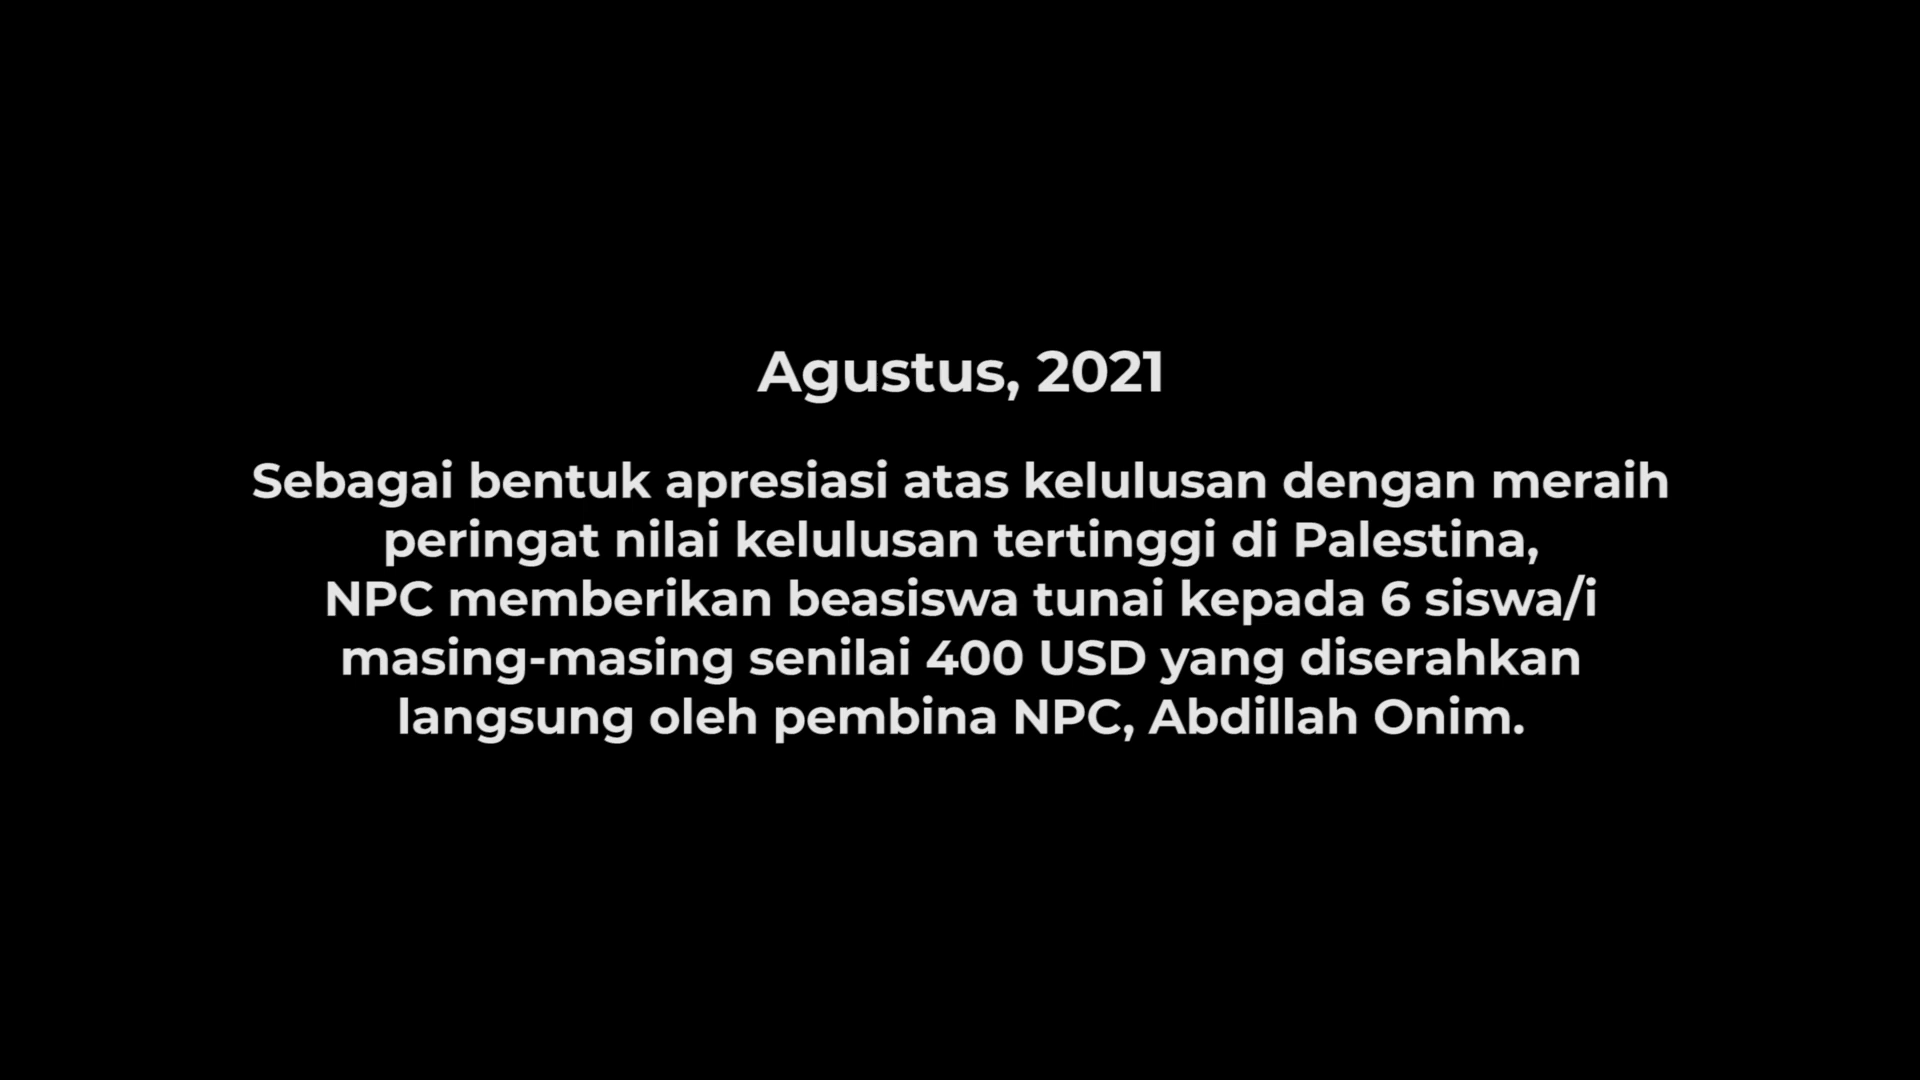 Agustus, 2021
Sebagai bentuk apresiasi atas kelulusan dengan meraih
peringat nilai kelulusan tertinggi di Palestina,
NPC memberikan beasiswa tunai kepada 6 siswa/i
masing-masing senilai 400 USD yang diserahkan
langsung oleh pembina NPC, Abdillah Onim.